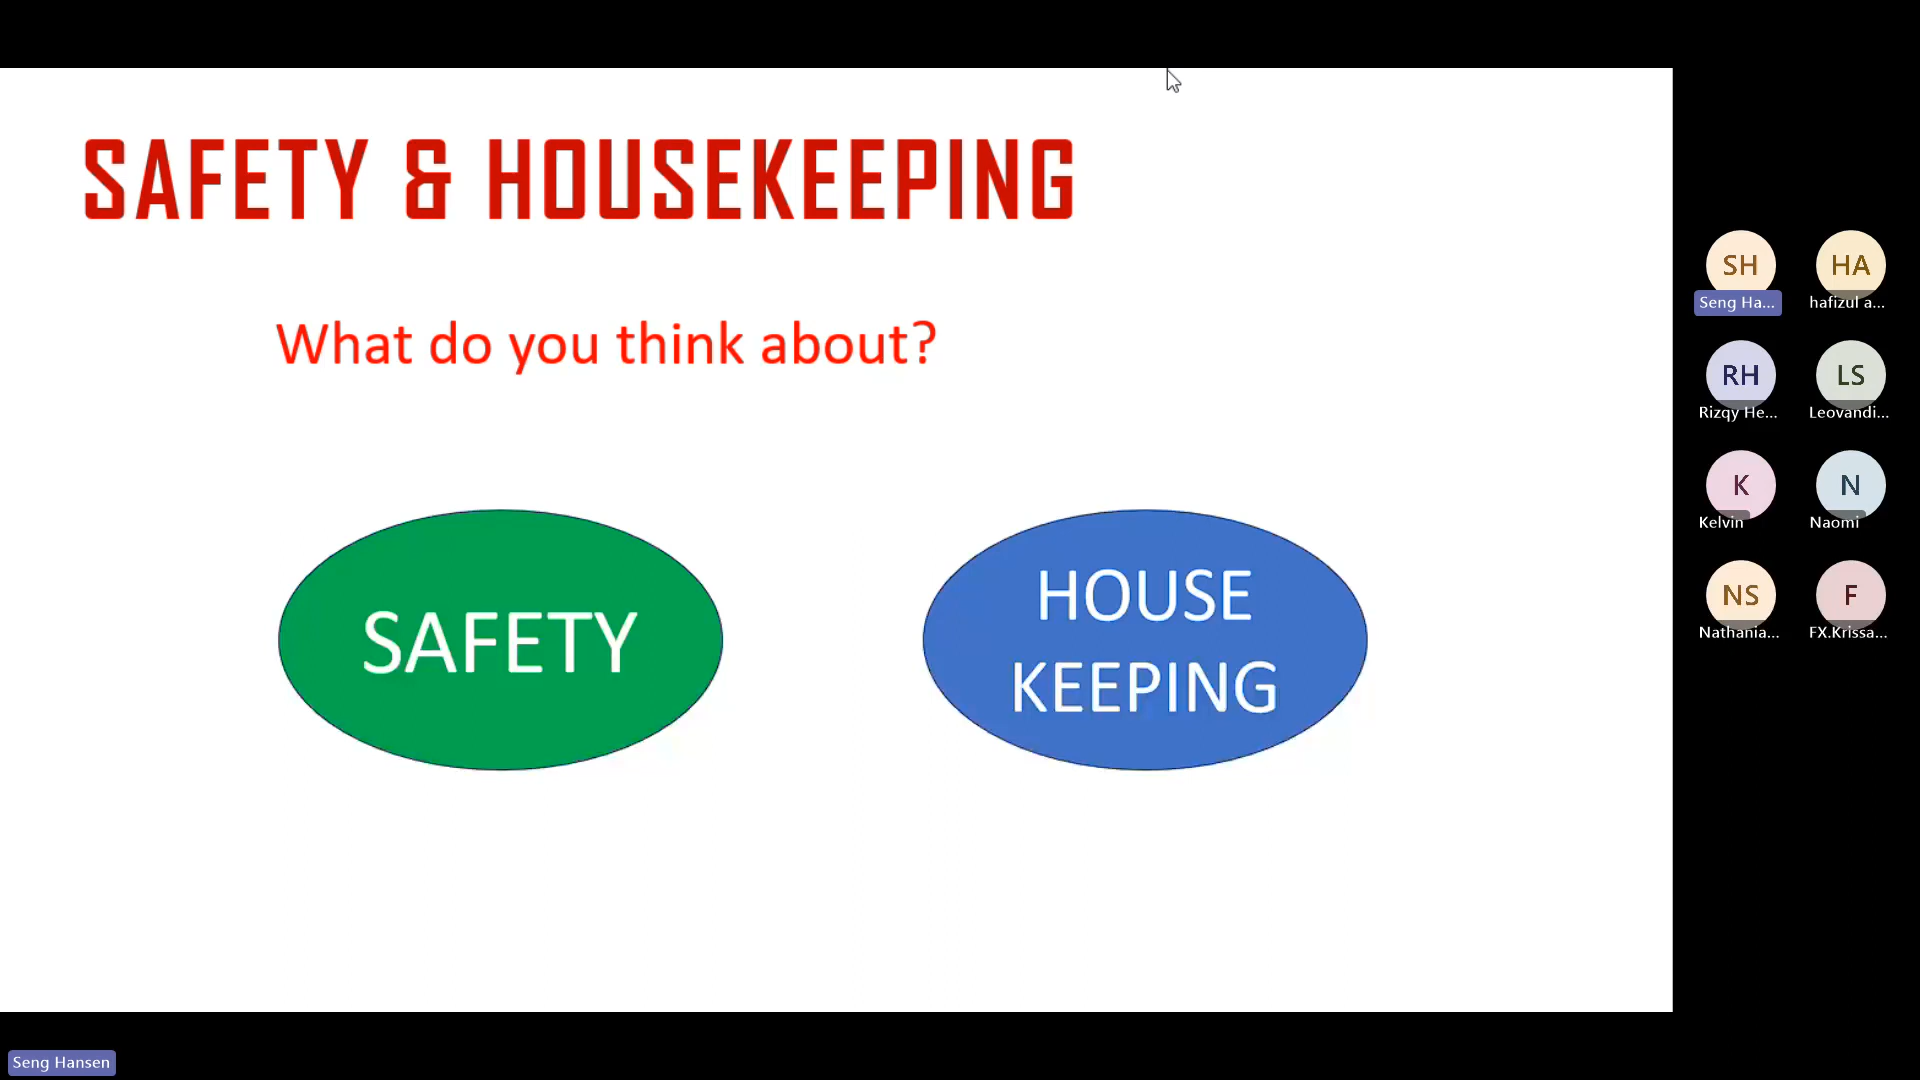 SAFETY & HOUSEKEEPING
What do you think about?
SAFETY
HOUSE
KEEPING
SH
Seng Ha...
HA
hafizul a...
RH
Rizqy He...
LS
Leovandi...
K
Kelvin
N
Naomi
NS
Nathania...
F
FX.Krissa...
Seng Hansen